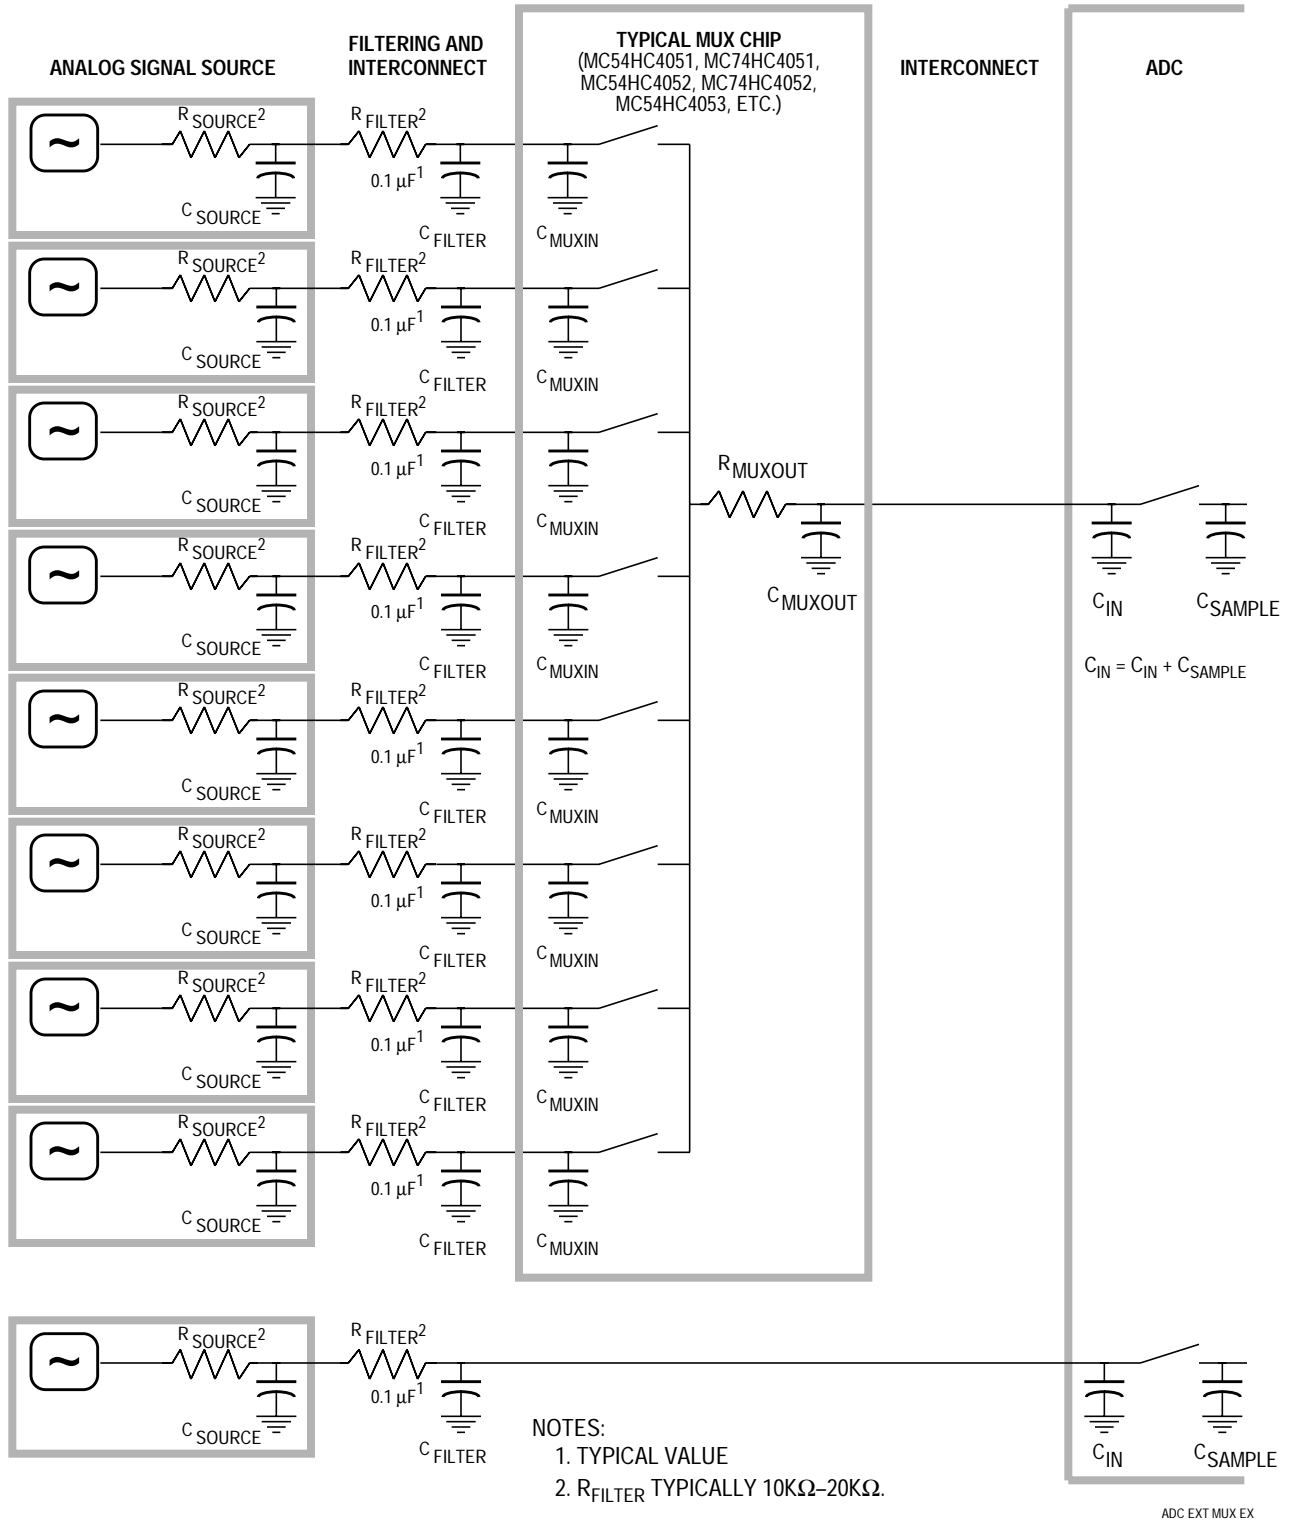 ANALOG SIGNAL SOURCE
FILTERING AND
INTERCONNECT
TYPICAL MUX CHIP
(MC54HC4051, MC74HC4051,
MC54HC4052, MC74HC4052,
MC54HC4053, ETC.)
INTERCONNECT
ADC
~
R SOURCE2
C SOURCE
R FILTER2
0.1 μF1
C FILTER
C MUXIN
~
R SOURCE2
C SOURCE
R FILTER2
0.1 μF1
C FILTER
C MUXIN
~
R SOURCE2
C SOURCE
R FILTER2
0.1 μF1
C FILTER
C MUXIN
~
R SOURCE2
C SOURCE
R FILTER2
0.1 μF1
C FILTER
C MUXIN
~
R SOURCE2
C SOURCE
R FILTER2
0.1 μF1
C FILTER
C MUXIN
~
R SOURCE2
C SOURCE
R FILTER2
0.1 μF1
C FILTER
C MUXIN
~
R SOURCE2
C SOURCE
R FILTER2
0.1 μF1
C FILTER
C MUXIN
~
R SOURCE2
C SOURCE
R FILTER2
0.1 μF1
C FILTER
C MUXIN
RMUXOUT
CMUXOUT
CIN
CSAMPLE
CIN = CIN + CSAMPLE
~
R SOURCE2
C SOURCE
R FILTER2
0.1 μF1
C FILTER
CIN
CSAMPLE
NOTES:
1. TYPICAL VALUE
2. RFILTER TYPICALLY 10KΩ–20KΩ.
ADC EXT MUX EX